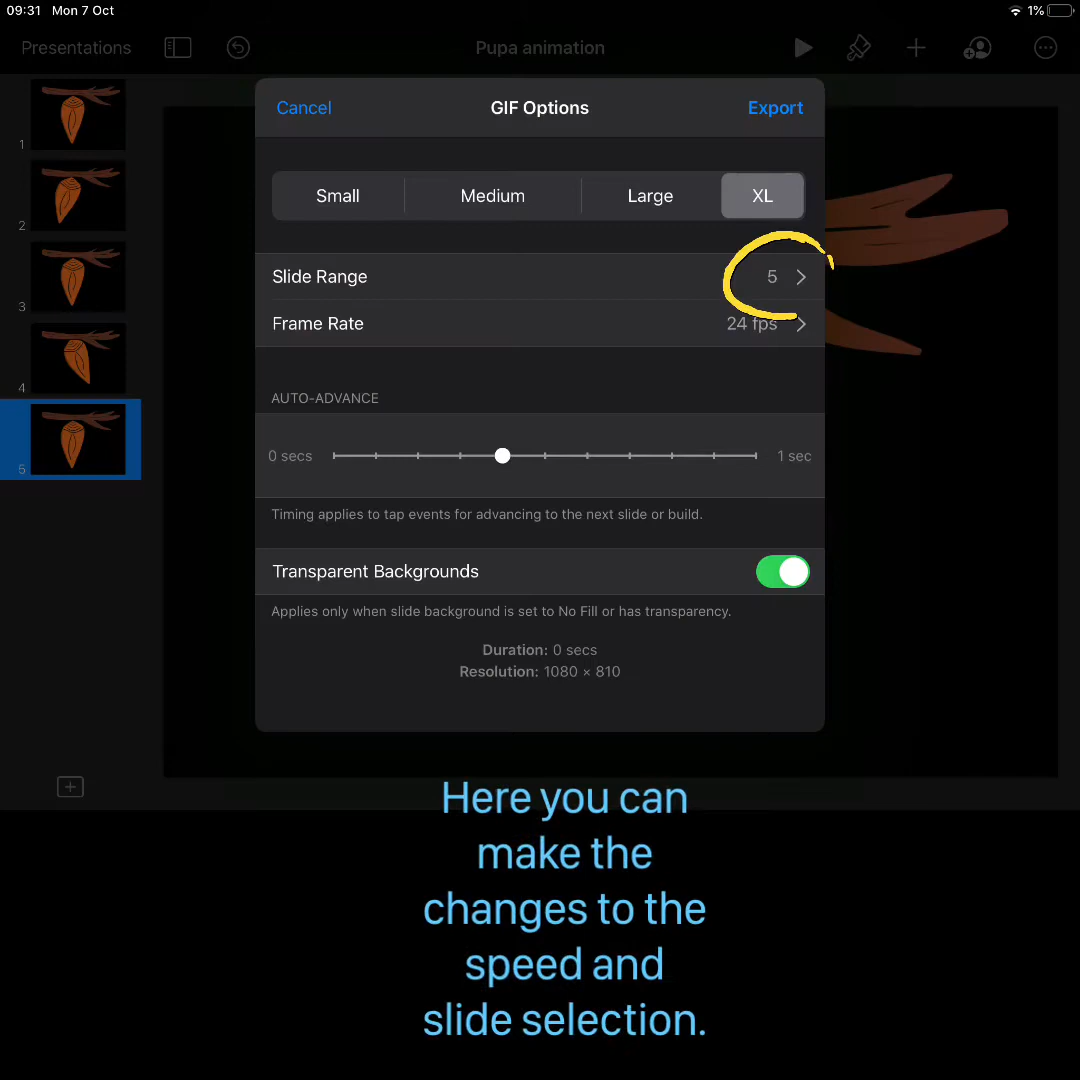 09:31 Mon 7 Oct 1%
Presentations Pupa animation
Cancel GIF Options Export
Small Medium Large XL
Slide Range 5
Frame Rate 24 fps
AUTO-ADVANCE
0 secs 1 sec
Timing applies to tap events for advancing to the next slide or build.
Transparent Backgrounds
Applies only when slide background is set to No Fill or has transparency.
Duration: 0 secs
Resolution: 1080 × 810
1
2
3
4
5
Here you can
make the
changes to the
speed and
slide selection.